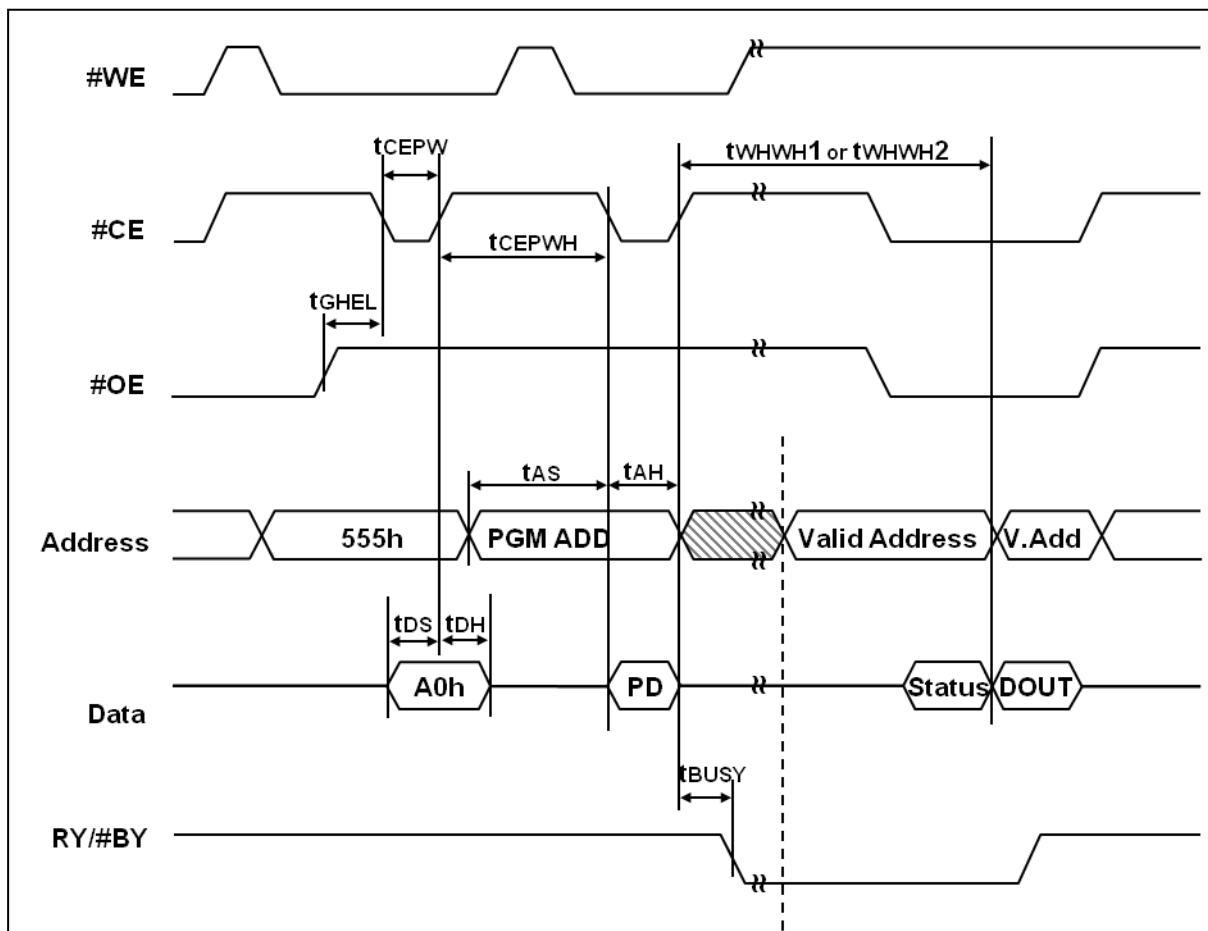 #WE
tCEPW
tWHWH1 or tWHWH2
#CE
tCEPWH
tGHEL
#OE
tAS
tAH
Address
555h
PGM ADD
Valid Address
V.Add
tDS
tDH
Data
A0h
PD
Status
DOUT
tBUSY
RY/#BY